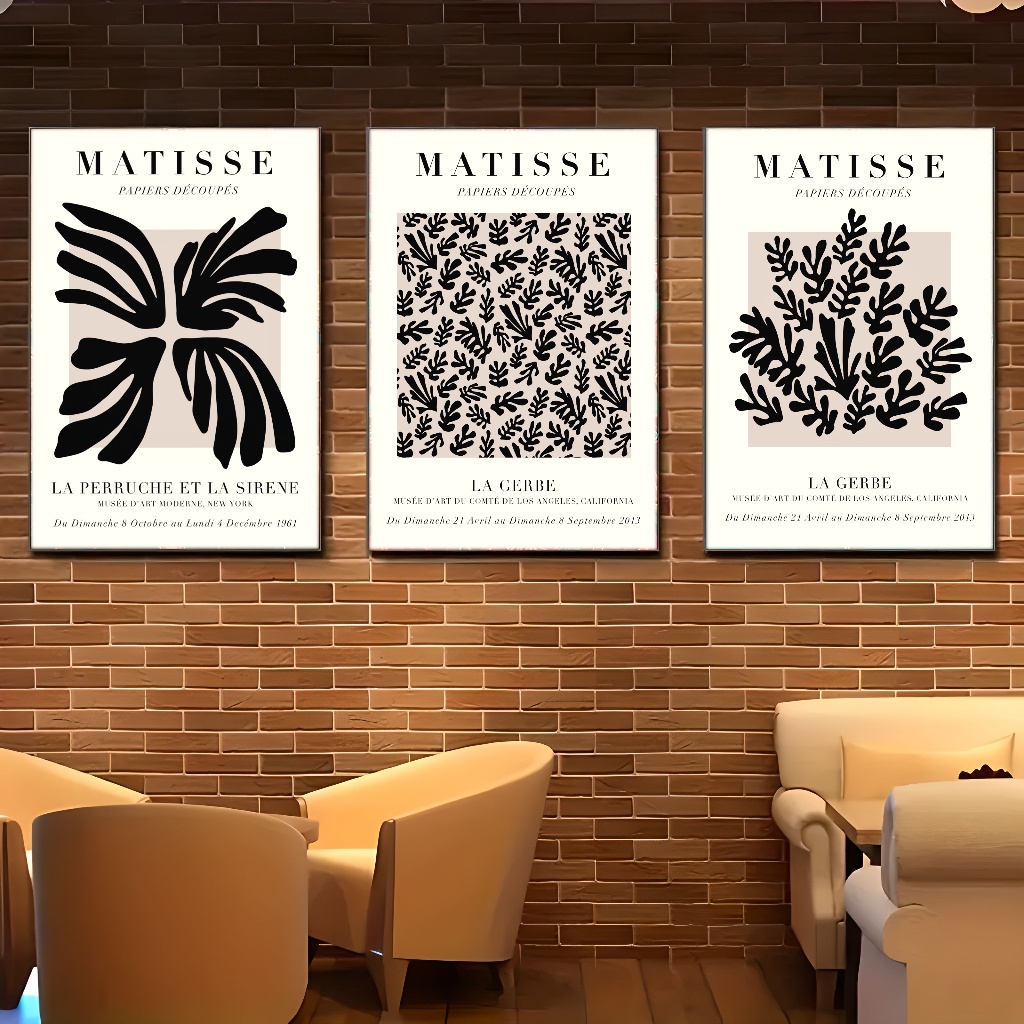 MATISSE
PAPIERS DÉCOUPÉS
LA PERRUCHE ET LA SIRENE
MUSÉE D'ART MODERNE, NEW YORK
Du Dimanche 8 Octobre au Lundi 4 Decémbre 1961
MATISSE
PAPIERS DÉCOUPÉS
LA GERBE
MUSÉE D'ART DU COMTÉ DE LOS ANGELES, CALIFORNIA
Du Dimanche 21 Avril au Dimanche 8 Septembre 2013
MATISSE
PAPIERS DÉCOUPÉS
LA GERBE
MUSÉE D'ART DU COMTÉ DE LOS ANGELES, CALIFORNIA
Du Dimanche 21 Avril au Dimanche 8 Septembre 2013